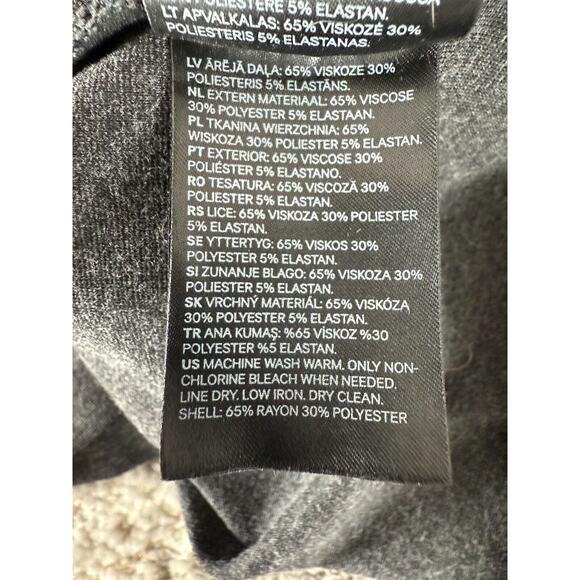 POLIESTERE 5% ELASTAN.
LT APVALKALAS: 65% VISKOZĖ 30%
POLIESTERIS 5% ELASTANAS.
LV ĀRĒJĀ DAĻA: 65% VISKOZE 30%
POLIESTERIS 5% ELASTĀNS.
NL EXTERN MATERIAAL: 65% VISCOSE
30% POLYESTER 5% ELASTAAN.
PL TKANINA WIERZCHNIA: 65%
WISKOZA 30% POLIESTER 5% ELASTAN.
PT EXTERIOR: 65% VISCOSE 30%
POLIÉSTER 5% ELASTANO.
RO TESATURA: 65% VISCOZĂ 30%
POLIESTER 5% ELASTAN.
RS LICE: 65% VISKOZA 30% POLIESTER
5% ELASTAN.
SE YTTERTYG: 65% VISKOS 30%
POLYESTER 5% ELASTAN.
SI ZUNANJE BLAGO: 65% VISKOZA 30%
POLIESTER 5% ELASTAN.
SK VRCHNÝ MATERIÁL: 65% VISKÓZA
30% POLYESTER 5% ELASTAN.
TR ANA KUMAŞ: %65 VİSKOZ %30
POLYESTER %5 ELASTAN.
US MACHINE WASH WARM. ONLY NON-
CHLORINE BLEACH WHEN NEEDED.
LINE DRY. LOW IRON. DRY CLEAN.
SHELL: 65% RAYON 30% POLYESTER